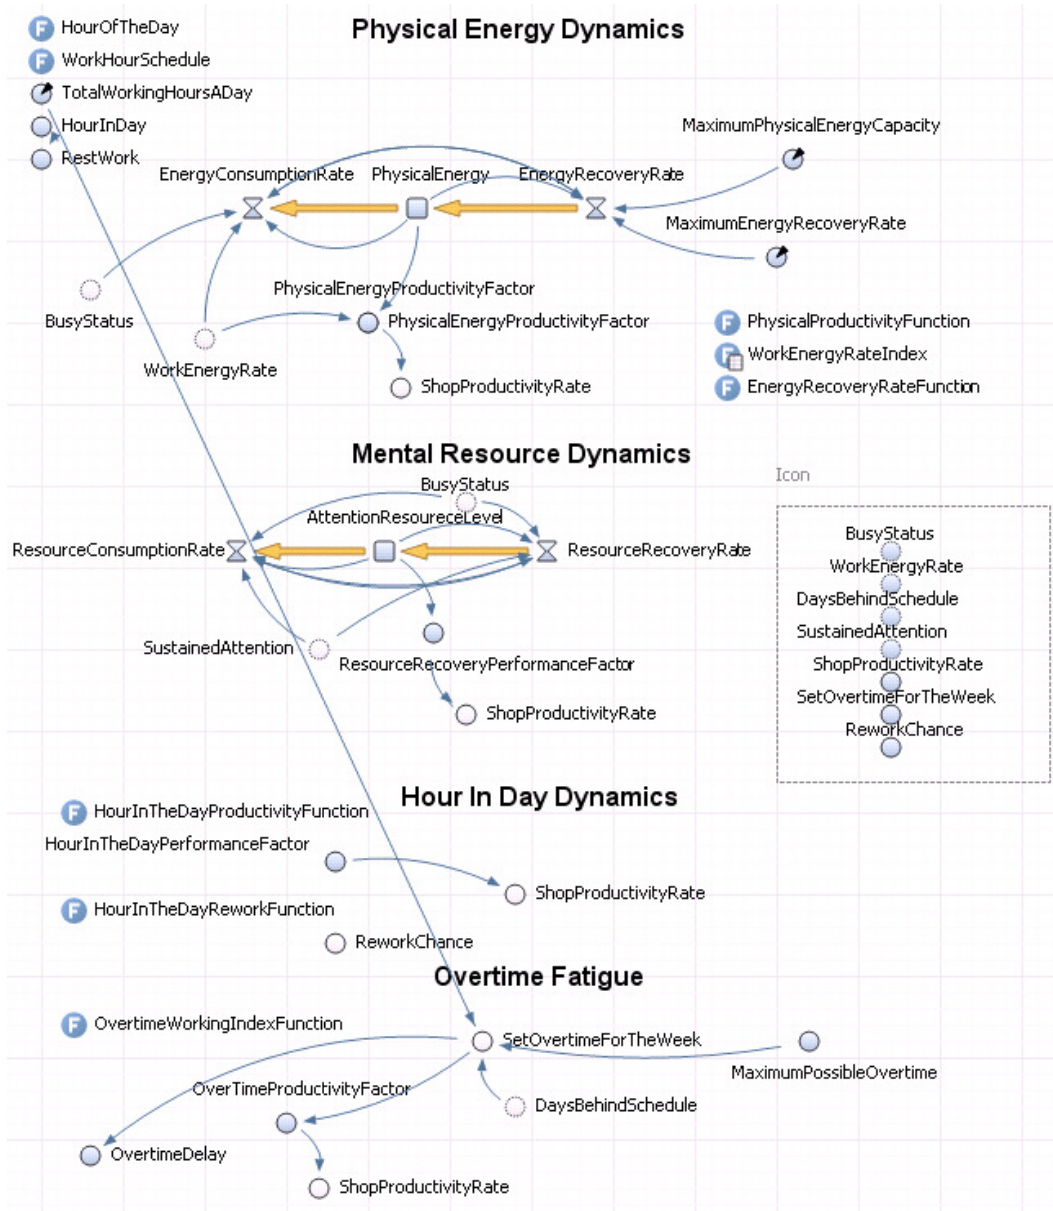 HourOfTheDay
Physical Energy Dynamics
WorkHourSchedule
TotalWorkingHoursADay
HourInDay
MaximumPhysicalEnergyCapacity
RestWork
EnergyConsumptionRate
PhysicalEnergy
EnergyRecoveryRate
MaximumEnergyRecoveryRate
PhysicalEnergyProductivityFactor
BusyStatus
PhysicalEnergyProductivityFactor
PhysicalProductivityFunction
WorkEnergyRateIndex
WorkEnergyRate
ShopProductivityRate
EnergyRecoveryRateFunction
Mental Resource Dynamics
Icon
BusyStatus
AttentionResoureceLevel
ResourceConsumptionRate
ResourceRecoveryRate
SustainedAttention
ResourceRecoveryPerformanceFactor
ShopProductivityRate
BusyStatus
WorkEnergyRate
DaysBehindSchedule
SustainedAttention
ShopProductivityRate
SetOvertimeForTheWeek
ReworkChance
Hour In Day Dynamics
HourInTheDayProductivityFunction
HourInTheDayPerformanceFactor
ShopProductivityRate
HourInTheDayReworkFunction
ReworkChance
Overtime Fatigue
OvertimeWorkingIndexFunction
SetOvertimeForTheWeek
MaximumPossibleOvertime
OverTimeProductivityFactor
DaysBehindSchedule
OvertimeDelay
ShopProductivityRate